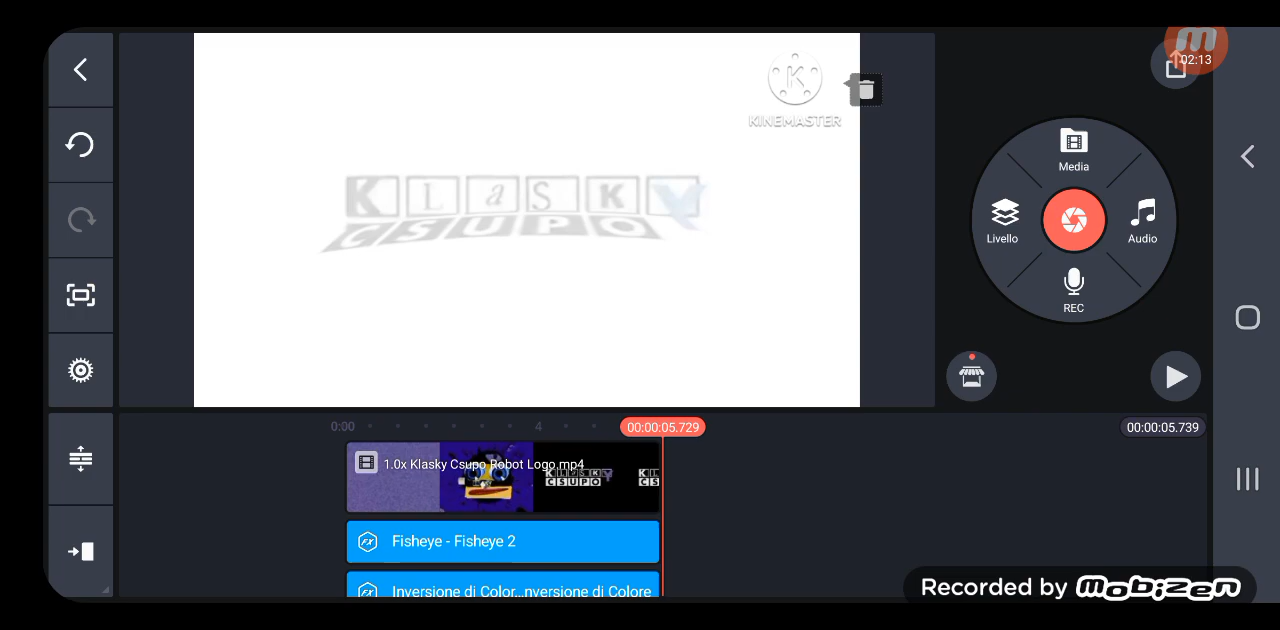 02:13
KINEMASTER
KLaSKY
CSUPO
Media
Livello
Audio
REC
0:00
4
00:00:05.729
00:00:05.739
1.0x Klasky Csupo Robot Logo.mp4
KLASKY
CSUPO
Fisheye - Fisheye 2
Inversione di Color...nversione di Colore
Recorded by mobizen